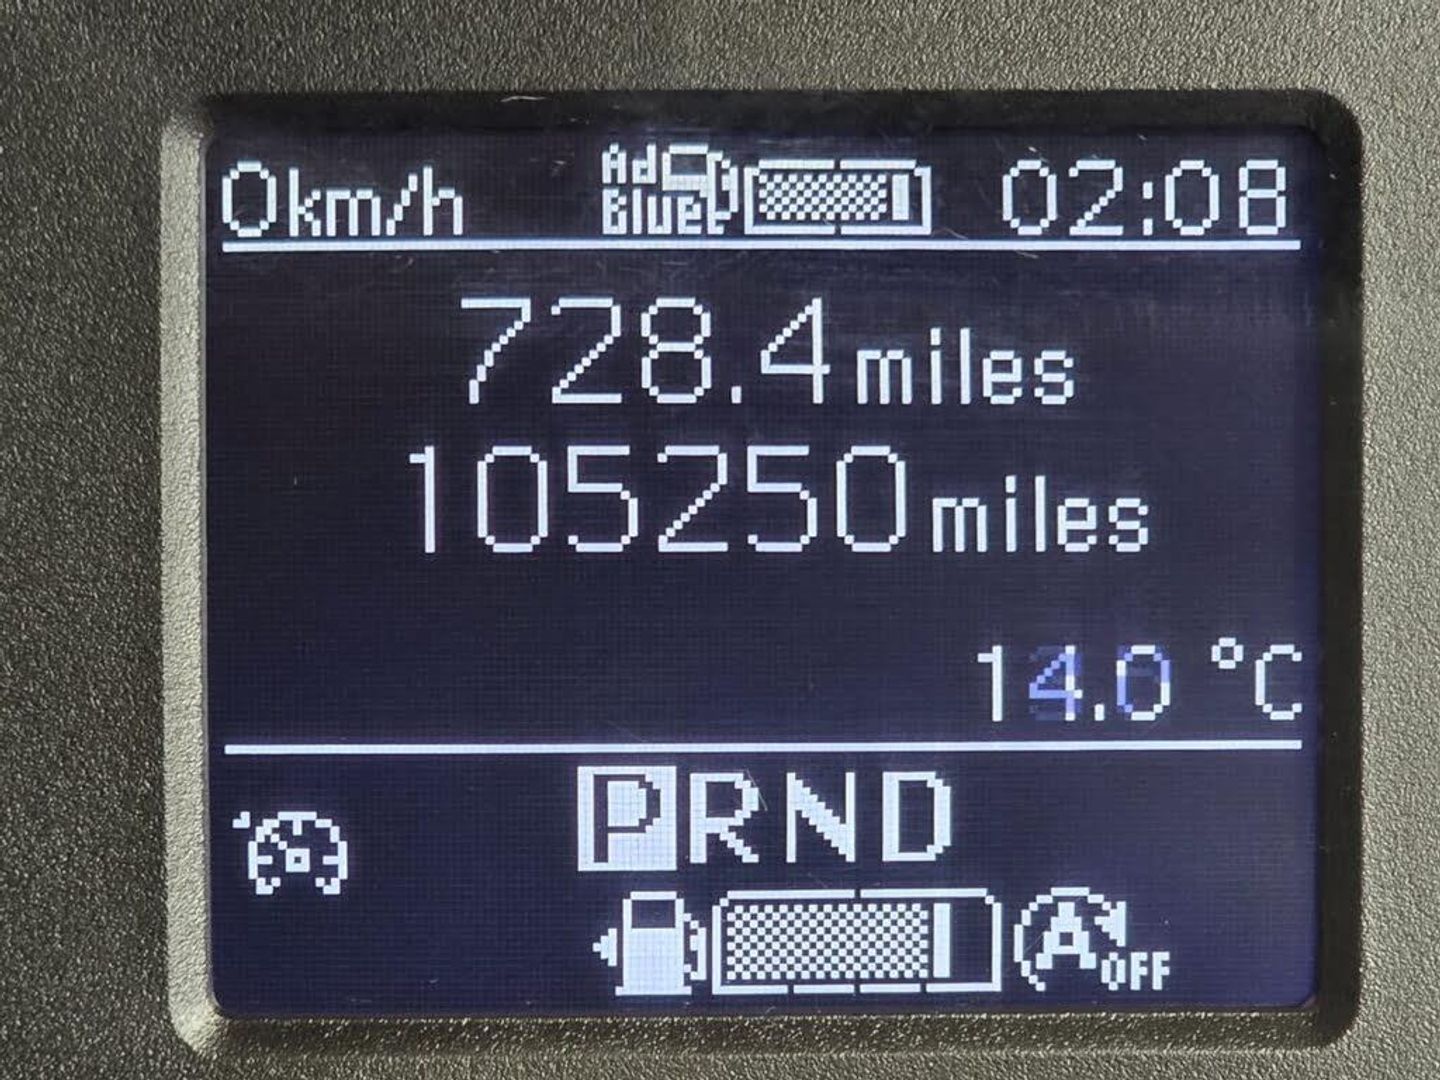 0km/h Ad Blue 02:08
728.4 miles
105250 miles
14.0 °C
PRND
A OFF